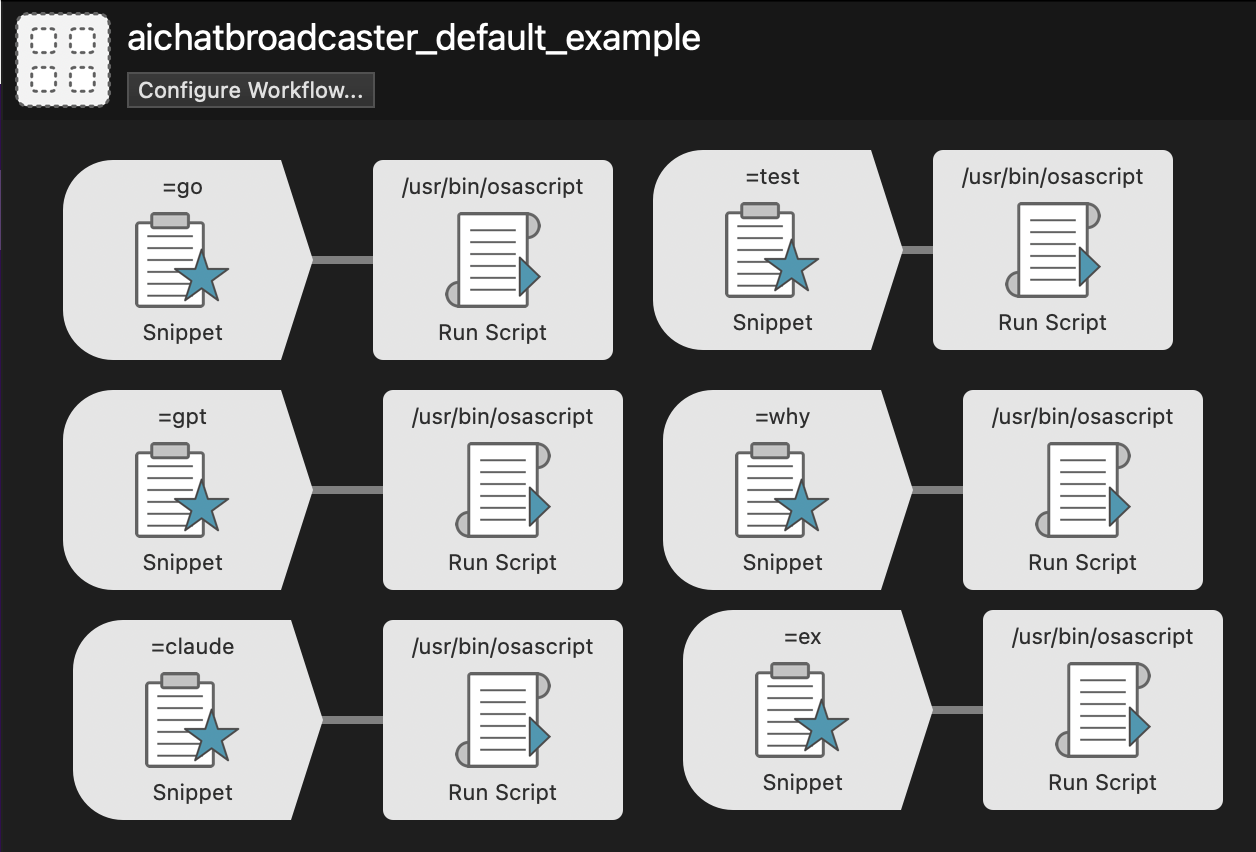 aichatbroadcaster_default_example
Configure Workflow...
=go
Snippet
/usr/bin/osascript
Run Script
=test
Snippet
/usr/bin/osascript
Run Script
=gpt
Snippet
/usr/bin/osascript
Run Script
=why
Snippet
/usr/bin/osascript
Run Script
=claude
Snippet
/usr/bin/osascript
Run Script
=ex
Snippet
/usr/bin/osascript
Run Script